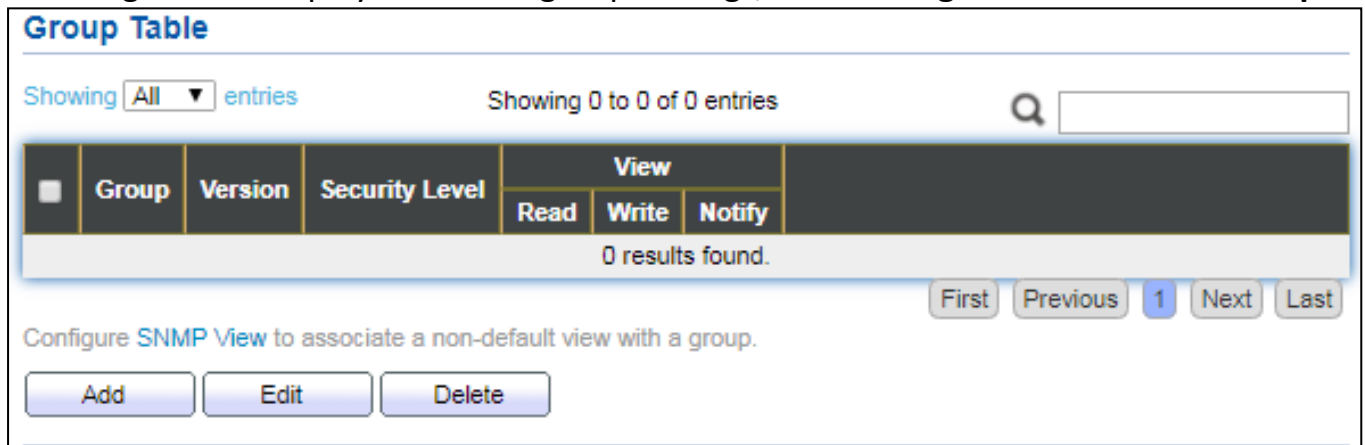 Group Table
Showing All entries Showing 0 to 0 of 0 entries
Group Version Security Level View
Read Write Notify
0 results found.
First Previous 1 Next Last
Configure SNMP View to associate a non-default view with a group.
Add Edit Delete